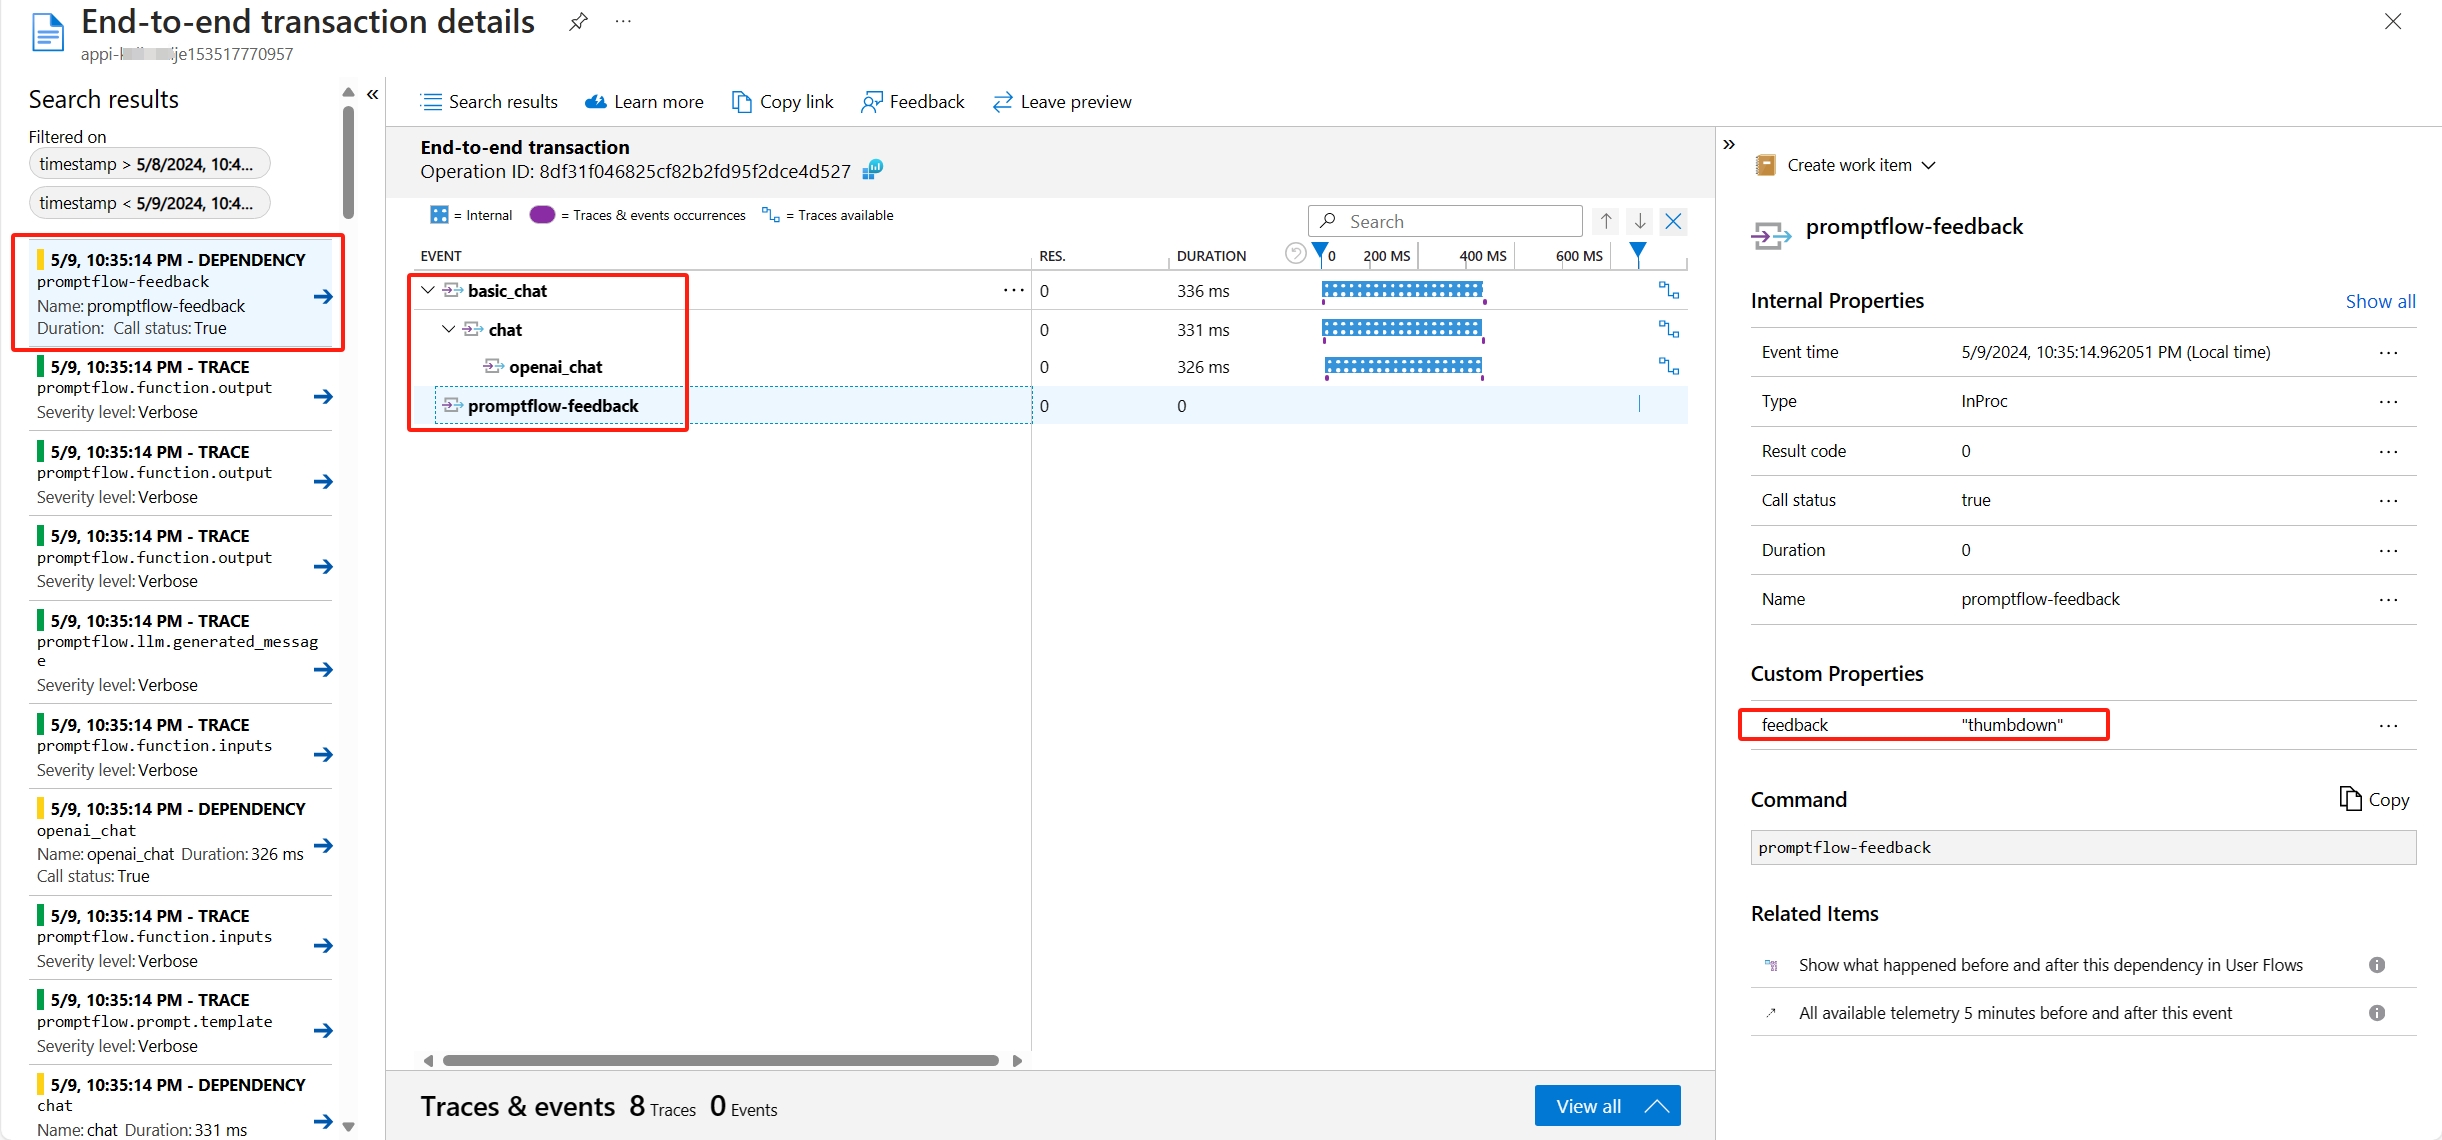 End-to-end transaction details
...
je153517770957
Search results
Filtered on
timestamp > 5/8/2024, 10:4...
timestamp < 5/9/2024, 10:4...
5/9, 10:35:14 PM - DEPENDENCY
promptflow-feedback
Name: promptflow-feedback
Duration: Call status: True
5/9, 10:35:14 PM - TRACE
promptflow.function.output
Severity level: Verbose
5/9, 10:35:14 PM - TRACE
promptflow.function.output
Severity level: Verbose
5/9, 10:35:14 PM - TRACE
promptflow.function.output
Severity level: Verbose
5/9, 10:35:14 PM - TRACE
promptflow.llm.generated_messag
e
Severity level: Verbose
5/9, 10:35:14 PM - TRACE
promptflow.function.inputs
Severity level: Verbose
5/9, 10:35:14 PM - DEPENDENCY
openai_chat
Name: openai_chat Duration: 326 ms
Call status: True
5/9, 10:35:14 PM - TRACE
promptflow.function.inputs
Severity level: Verbose
5/9, 10:35:14 PM - TRACE
promptflow.prompt.template
Severity level: Verbose
5/9, 10:35:14 PM - DEPENDENCY
chat
Name: chat Duration: 331 ms
Search results Learn more Copy link Feedback Leave preview
End-to-end transaction
Operation ID: 8df31f046825cf82b2fd95f2dce4d527
= Internal = Traces & events occurrences = Traces available
Search
EVENT RES. DURATION 0 200 MS 400 MS 600 MS
basic_chat ... 0 336 ms
chat 0 331 ms
openai_chat 0 326 ms
promptflow-feedback 0 0
Traces & events 8 Traces 0 Events
View all
Create work item
promptflow-feedback
Internal Properties Show all
Event time 5/9/2024, 10:35:14.962051 PM (Local time) ...
Type InProc ...
Result code 0 ...
Call status true ...
Duration 0 ...
Name promptflow-feedback ...
Custom Properties
feedback "thumbdown" ...
Command Copy
promptflow-feedback
Related Items
Show what happened before and after this dependency in User Flows
All available telemetry 5 minutes before and after this event